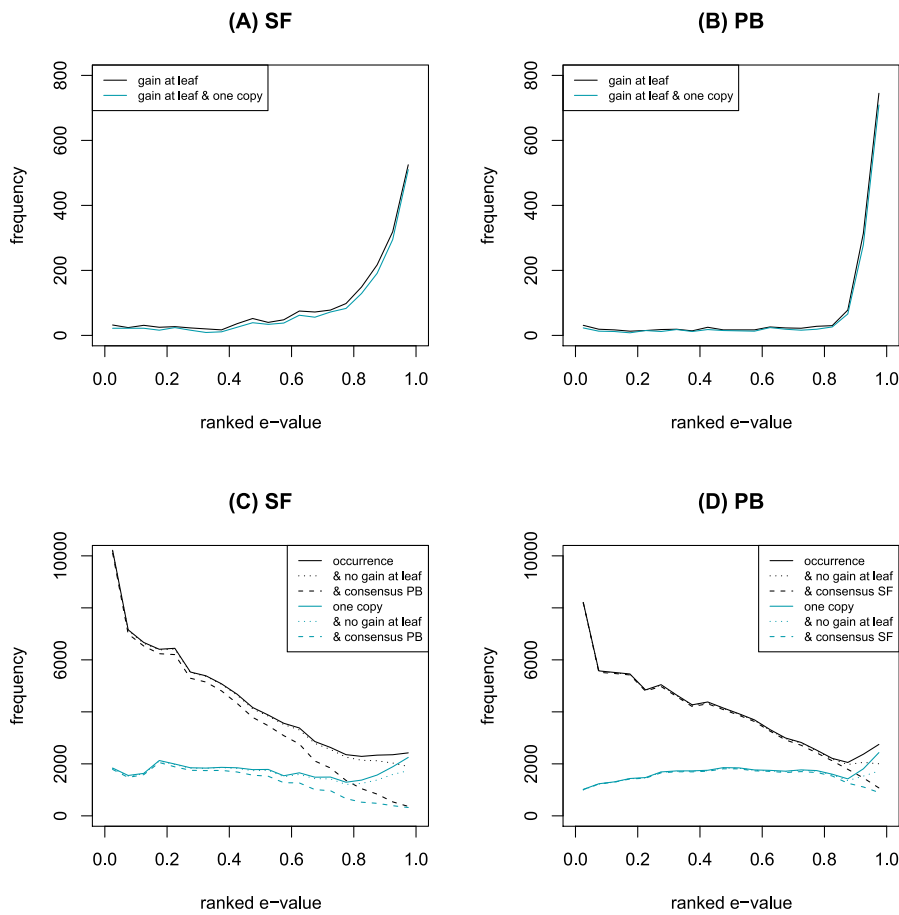 (A) SF
gain at leaf
gain at leaf & one copy
frequency
0 200 400 600 800
0.0 0.2 0.4 0.6 0.8 1.0
ranked e−value
(B) PB
gain at leaf
gain at leaf & one copy
frequency
0 200 400 600 800
0.0 0.2 0.4 0.6 0.8 1.0
ranked e−value
(C) SF
occurrence
& no gain at leaf
& consensus PB
one copy
& no gain at leaf
& consensus PB
frequency
0 2000 6000 10000
0.0 0.2 0.4 0.6 0.8 1.0
ranked e−value
(D) PB
occurrence
& no gain at leaf
& consensus SF
one copy
& no gain at leaf
& consensus SF
frequency
0 2000 6000 10000
0.0 0.2 0.4 0.6 0.8 1.0
ranked e−value